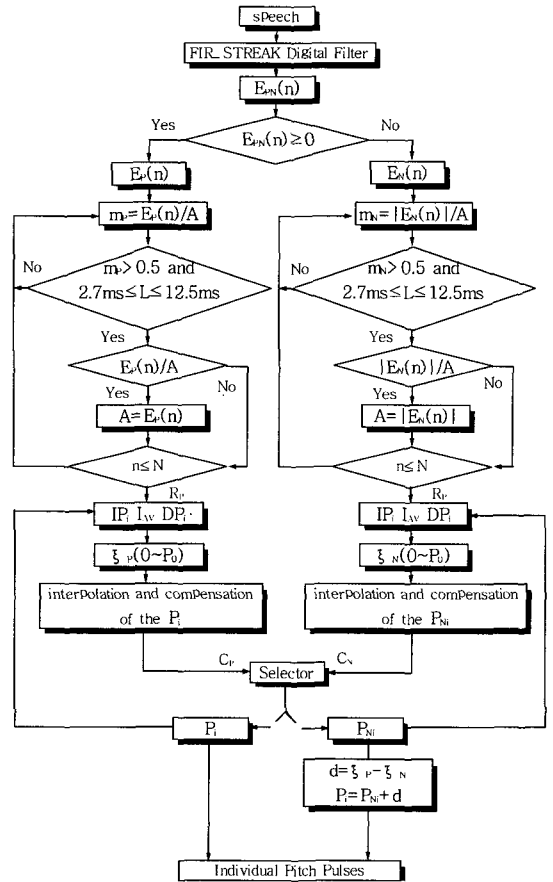 speech
FIR_STREAK Digital Filter
E_PN(n)
E_PN(n)≥0
Yes
No
E_P(n)
E_N(n)
m_P=E_P(n)/A
m_N=|E_N(n)|/A
m_P>0.5 and
2.7ms≤L≤12.5ms
No
Yes
m_N>0.5 and
2.7ms≤L≤12.5ms
No
Yes
E_P(n)/A
No
Yes
|E_N(n)|/A
No
Yes
A=E_P(n)
A=|E_N(n)|
n≤N
n≤N
R_P
R_P
IP_i I_AV DP_i
IP_i I_AV DP_i
ξ_P(0~P_0)
ξ_N(0~P_0)
interpolation and compensation
of the P_i
interpolation and compensation
of the P_Ni
C_P
C_N
Selector
P_i
P_Ni
d=ξ_P-ξ_N
P_i=P_Ni+d
Individual Pitch Pulses